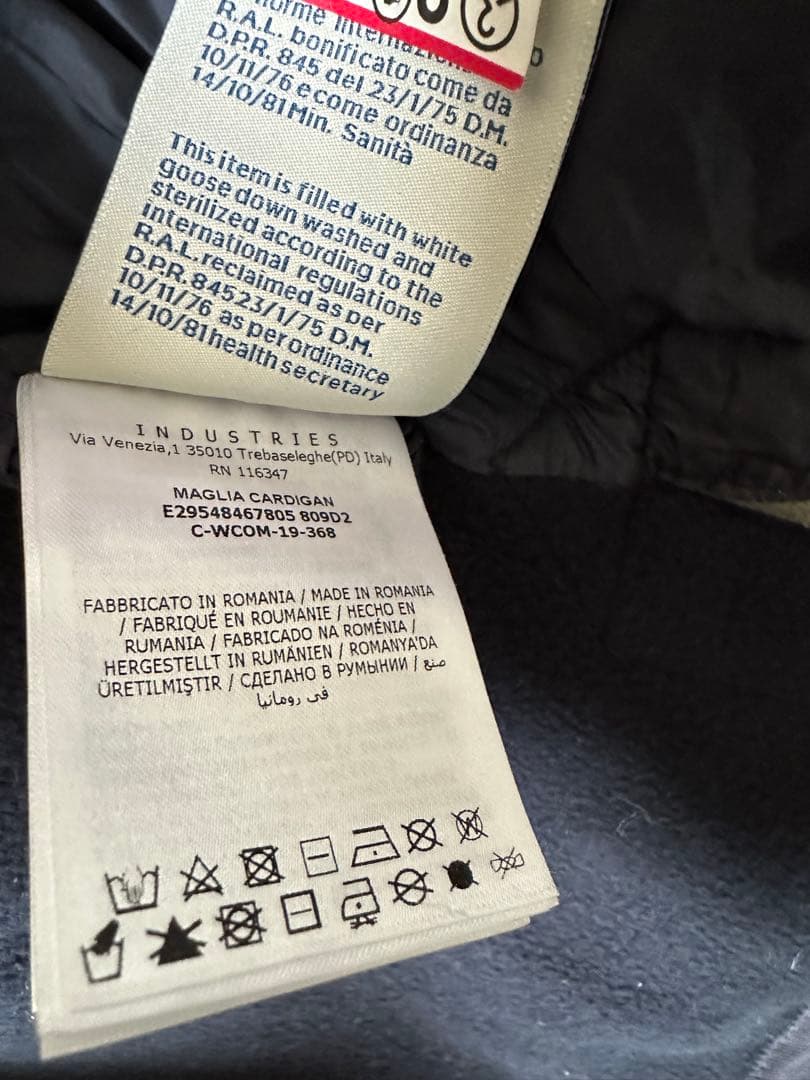 norme
R.A.L. bonificato come da
D.P.R. 845 del 23/1/75 D.M.
10/11/76 e come ordinanza
14/10/81 Min. Sanità
This item is filled with white
goose down washed and
sterilized according to the
international regulations
R.A.L. reclaimed as per
D.P.R. 84523/1/75 D.M.
10/11/76 as per ordinance
14/10/81 health secretary
INDUSTRIES
Via Venezia,1 35010 Trebaseleghe(PD) Italy
RN 116347
MAGLIA CARDIGAN
E29548467805 809D2
C-WCOM-19-368
FABBRICATO IN ROMANIA / MADE IN ROMANIA
/ FABRIQUÉ EN ROUMANIE / HECHO EN
RUMANIA / FABRICADO NA ROMÉNIA /
HERGESTELLT IN RUMÄNIEN / ROMANYA'DA
ÜRETILMIŞTIR / СДЕЛАНО В РУМЫНИИ / صنع
في رومانيا